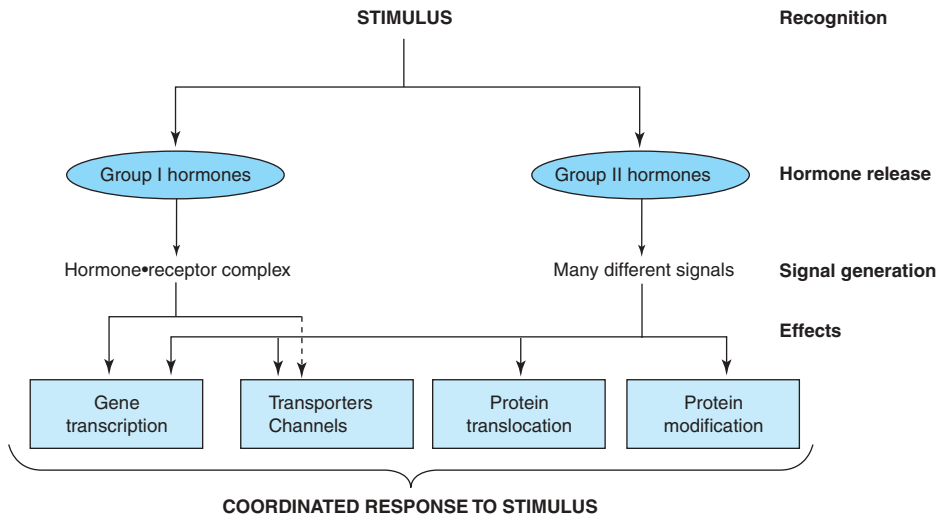 STIMULUS
Recognition
Group I hormones
Group II hormones
Hormone release
Hormone•receptor complex
Many different signals
Signal generation
Effects
Gene
transcription
Transporters
Channels
Protein
translocation
Protein
modification
COORDINATED RESPONSE TO STIMULUS